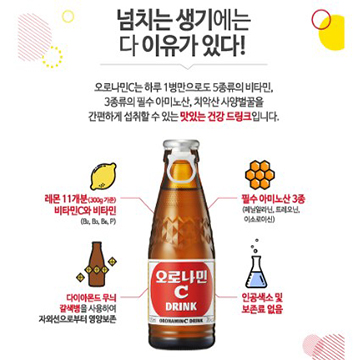 넘치는 생기에는
다 이유가 있다!
오로나민C는 하루 1병만으로도 5종류의 비타민,
3종류의 필수 아미노산, 치악산 사양벌꿀을
간편하게 섭취할 수 있는 맛있는 건강 드링크입니다.
레몬 11개분(300g 기준)
비타민C와 비타민
(B₂, B₃, B₆, P)
필수 아미노산 3종
(페닐알라닌, 트레오닌,
이소로이신)
오로나민
C
DRINK
ORONAMIN C DRINK
다이아몬드 무늬
갈색병을 사용하여
자외선으로부터 영양보존
인공색소 및
보존료 없음